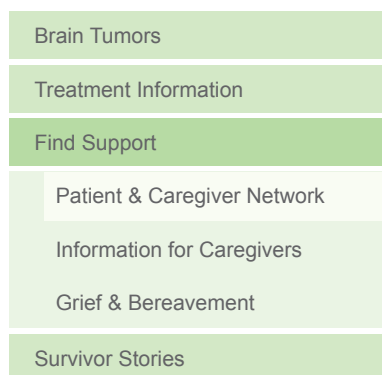 Brain Tumors
Treatment Information
Find Support
Patient & Caregiver Network
Information for Caregivers
Grief & Bereavement
Survivor Stories